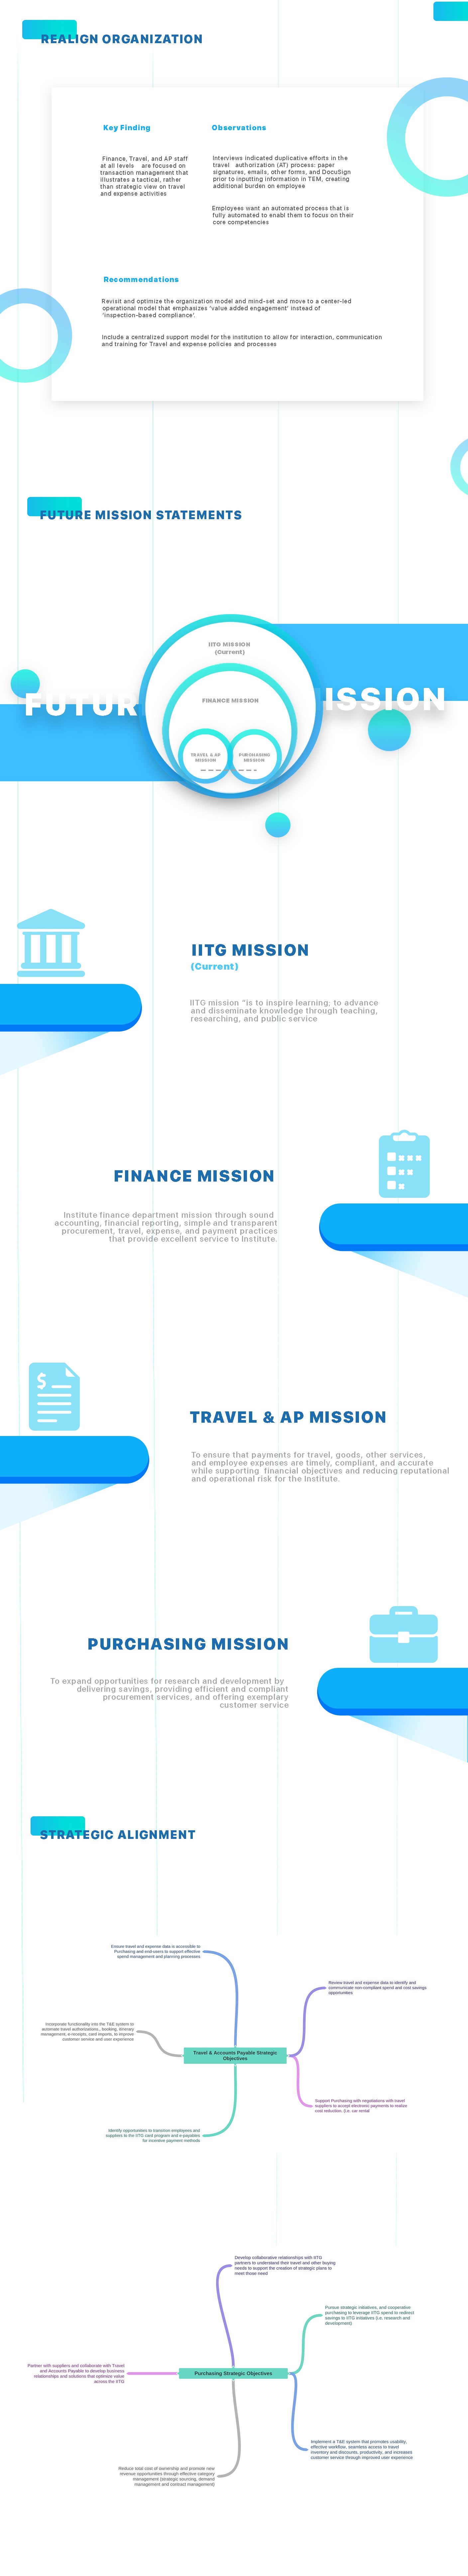 REALIGN ORGANIZATION
Key Finding
Finance, Travel, and AP staff
at all levels are focused on
transaction management that
illustrates a tactical, rather
than strategic view on travel
and expense activities
Observations
Interviews indicated duplicative efforts in the
travel authorization (AT) process: paper
signatures, emails, other forms, and DocuSign
prior to inputing information in TEM, creating
additional burden on employee
Employees want an automated process that is
fully automated to enabl them to focus on their
core competencies
Recommendations
Revisit and optimize the organization model and mind-set and move to a center-led
operational model that emphasizes 'value added engagement' instead of
'inspection-based compliance'.
Include a centralized support model for the institution to allow for interaction, communication
and training for Travel and expense policies and processes
FUTURE MISSION STATEMENTS
FUTUR
ISSION
IITG MISSION
(Current)
FINANCE MISSION
TRAVEL & AP
MISSION
PURCHASING
MISSION
IITG MISSION
(Current)
IITG mission "is to inspire learning; to advance
and disseminate knowledge through teaching,
researching, and public service
FINANCE MISSION
Institute finance department mission through sound
accounting, financial reporting, simple and transparent
procurement, travel, expense, and payment practices
that provide excellent service to Institute.
TRAVEL & AP MISSION
To ensure that payments for travel, goods, other services,
and employee expenses are timely, compliant, and accurate
while supporting financial objectives and reducing reputational
and operational risk for the Institute.
PURCHASING MISSION
To expand opportunities for research and development by
delivering savings, providing efficient and compliant
procurement services, and offering exemplary
customer service
STRATEGIC ALIGNMENT
Ensure travel and expense data is accessible to
Purchasing and end-users to support effective
spend management and planning processes
Review travel and expense data to identify and
communicate non-compliant spend and cost savings
opportunities
Incorporate functionality into the T&E system to
automate travel authorizations., booking, itinerary
management, e-receipts, card imports, to improve
customer service and user experience
Travel & Accounts Payable Strategic
Objectives
Support Purchasing with negotiations with travel
suppliers to accept electronic payments to realize
cost reduction (i.e. car rental
Identify opportunities to transition employees and
suppliers to the IITG card program and e-payables
for incentive payment methods
Develop collaborative relationships with IITG
partners to understand their travel and other buying
needs to support the creation of strategic plans to
meet those need
Pursue strategic initiatives, and cooperative
purchasing to leverage IITG spend to redirect
savings to IITG initiatives (i.e. research and
development)
Partner with suppliers and collaborate with Travel
and Accounts Payable to develop business
relationships and solutions that optimize value
across the IITG
Purchasing Strategic Objectives
Implement a T&E system that promotes usability,
effective workflow, seamless access to travel
inventory and discounts, productivity, and increases
customer service through improved user experience
Reduce total cost of ownership and promote new
revenue opportunities through effective category
management (strategic sourcing, demand
management and contract management)